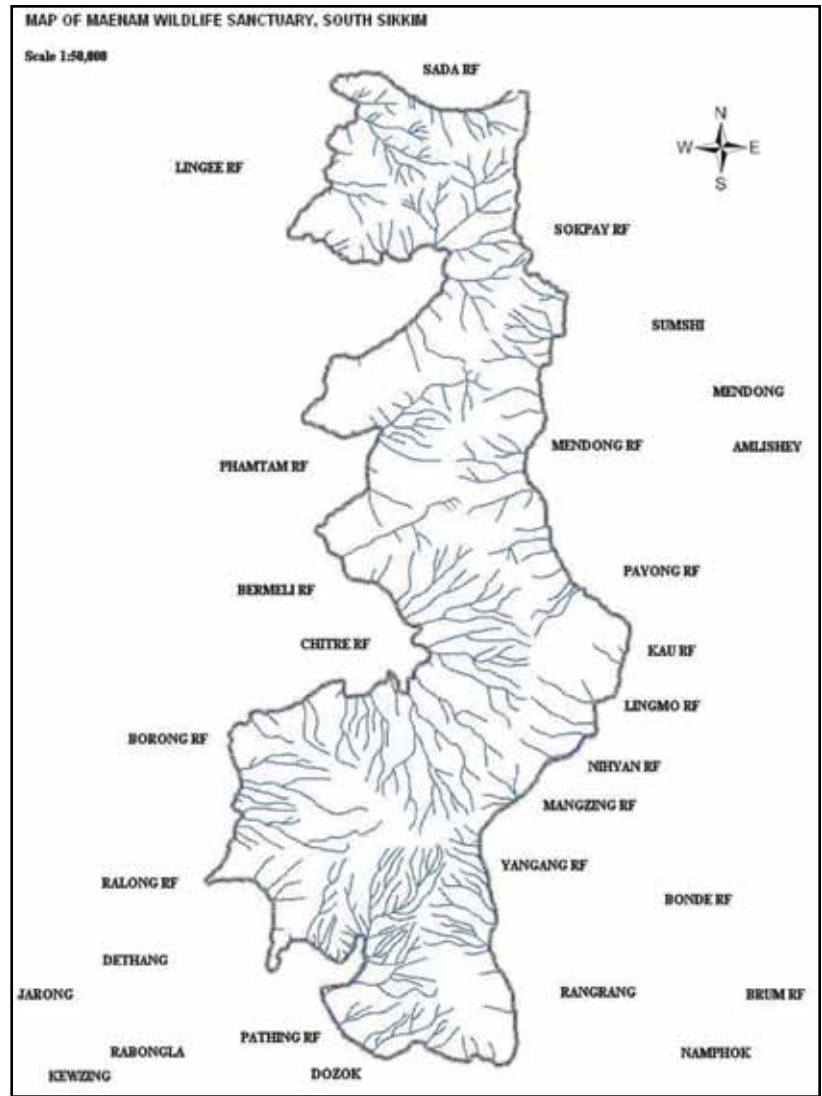 MAP OF MAENAM WILDLIFE SANCTUARY, SOUTH SIKKIM
Scale 1:50,000
SADA RF
N
W E
S
LINGEE RF
SOKPAY RF
SUMSHI
MENDONG
MENDONG RF
AMLISHEY
PHAMTAM RF
PAYONG RF
BERMELI RF
CHITRE RF
KAU RF
LINGMO RF
BORONG RF
NIHYAN RF
MANGZING RF
YANGANG RF
RALONG RF
BONDE RF
DETHANG
JARONG
RANGRANG
BRUM RF
PATHING RF
RABONGLA
NAMPHOK
KEWZING
DOZOK